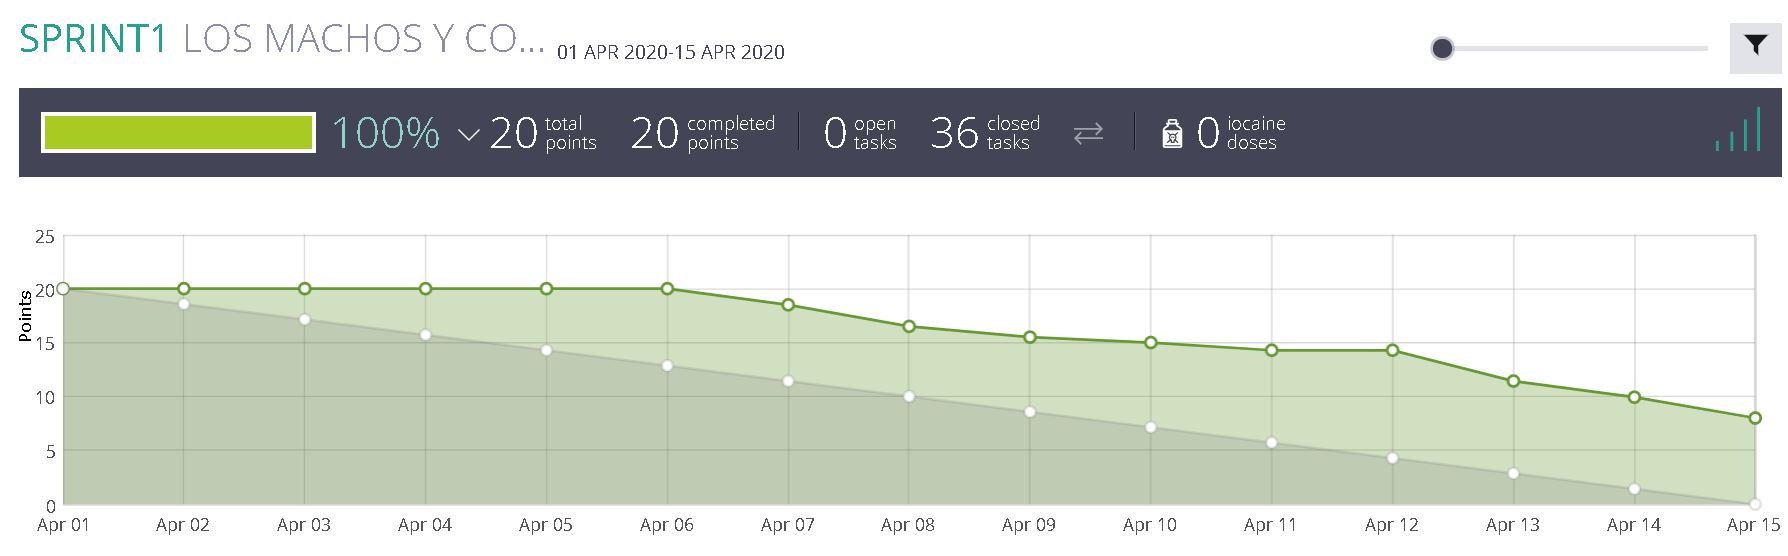 SPRINT1 LOS MACHOS Y CO... 01 APR 2020-15 APR 2020
100% 20 total points 20 completed points 0 open tasks 36 closed tasks 0 iocaine doses
Points
25
20
15
10
5
0
Apr 01 Apr 02 Apr 03 Apr 04 Apr 05 Apr 06 Apr 07 Apr 08 Apr 09 Apr 10 Apr 11 Apr 12 Apr 13 Apr 14 Apr 15